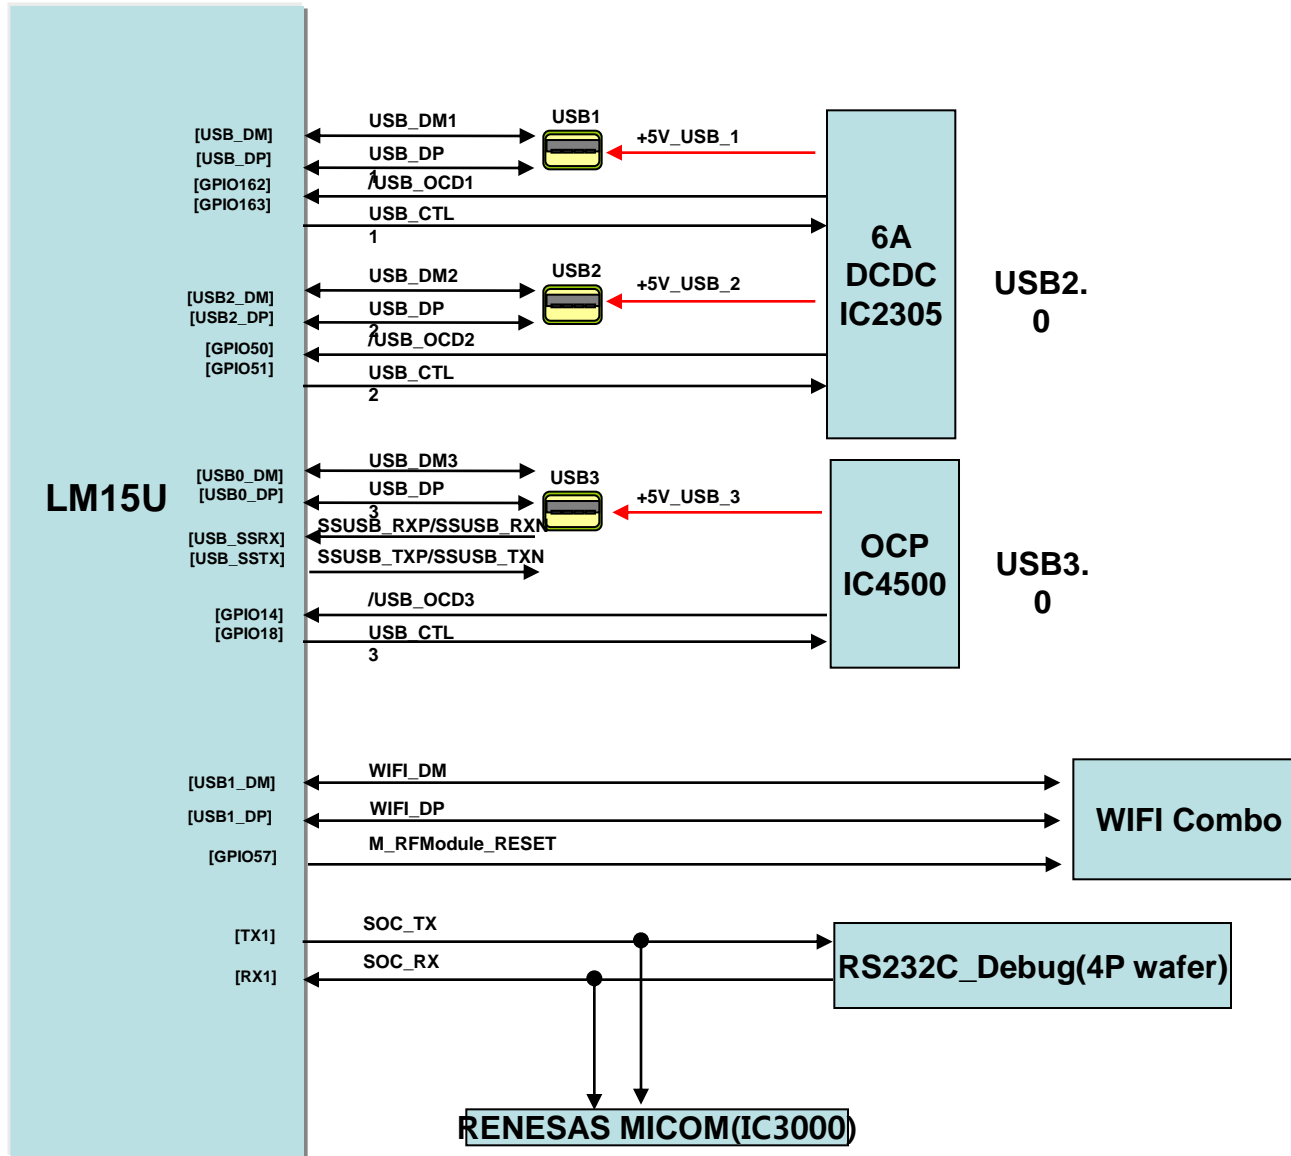 LM15U
[USB_DM]
[USB_DP]
[GPIO162]
[GPIO163]
USB_DM1
USB_DP
1
/USB_OCD1
USB_CTL
1
USB1
+5V_USB_1
[USB2_DM]
[USB2_DP]
[GPIO50]
[GPIO51]
USB_DM2
USB_DP
2
/USB_OCD2
USB_CTL
2
USB2
+5V_USB_2
6A
DCDC
IC2305
USB2.
0
[USB0_DM]
[USB0_DP]
[USB_SSRX]
[USB_SSTX]
[GPIO14]
[GPIO18]
USB_DM3
USB_DP
3
SSUSB_RXP/SSUSB_RXN
SSUSB_TXP/SSUSB_TXN
/USB_OCD3
USB_CTL
3
USB3
+5V_USB_3
OCP
IC4500
USB3.
0
[USB1_DM]
[USB1_DP]
[GPIO57]
WIFI_DM
WIFI_DP
M_RFModule_RESET
WIFI Combo
[TX1]
[RX1]
SOC_TX
SOC_RX
RS232C_Debug(4P wafer)
RENESAS MICOM(IC3000)